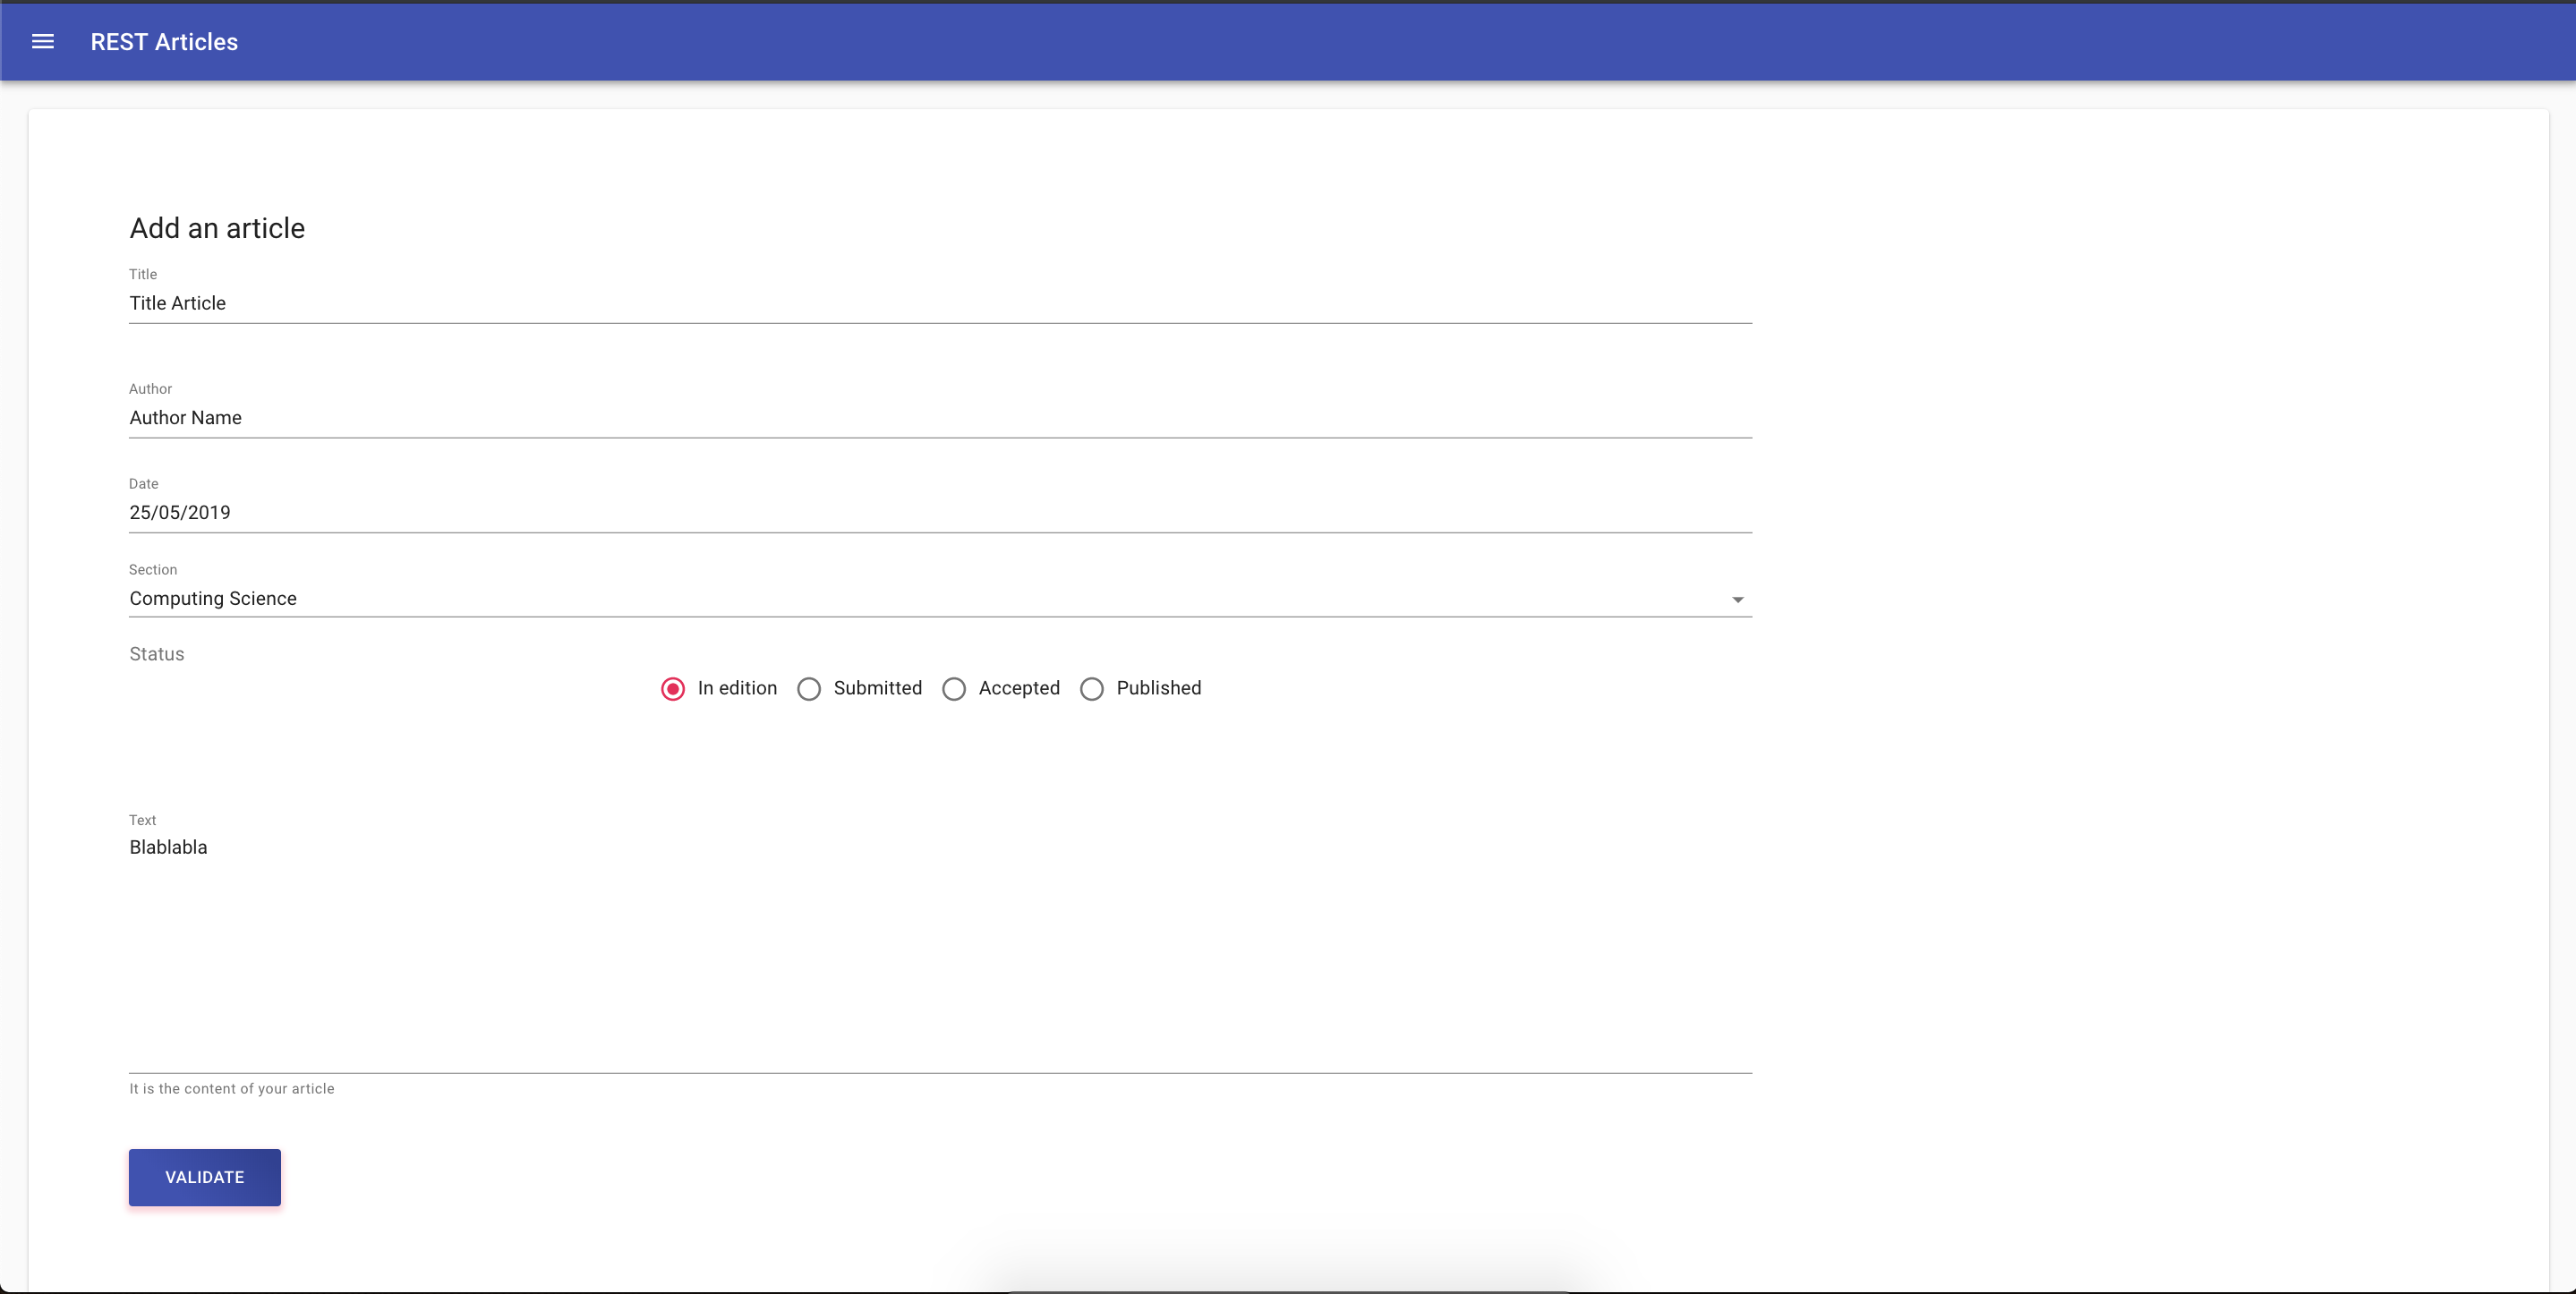 REST Articles
Add an article
Title
Title Article
Author
Author Name
Date
25/05/2019
Section
Computing Science
Status
In edition Submitted Accepted Published
Text
Blablabla
It is the content of your article
VALIDATE